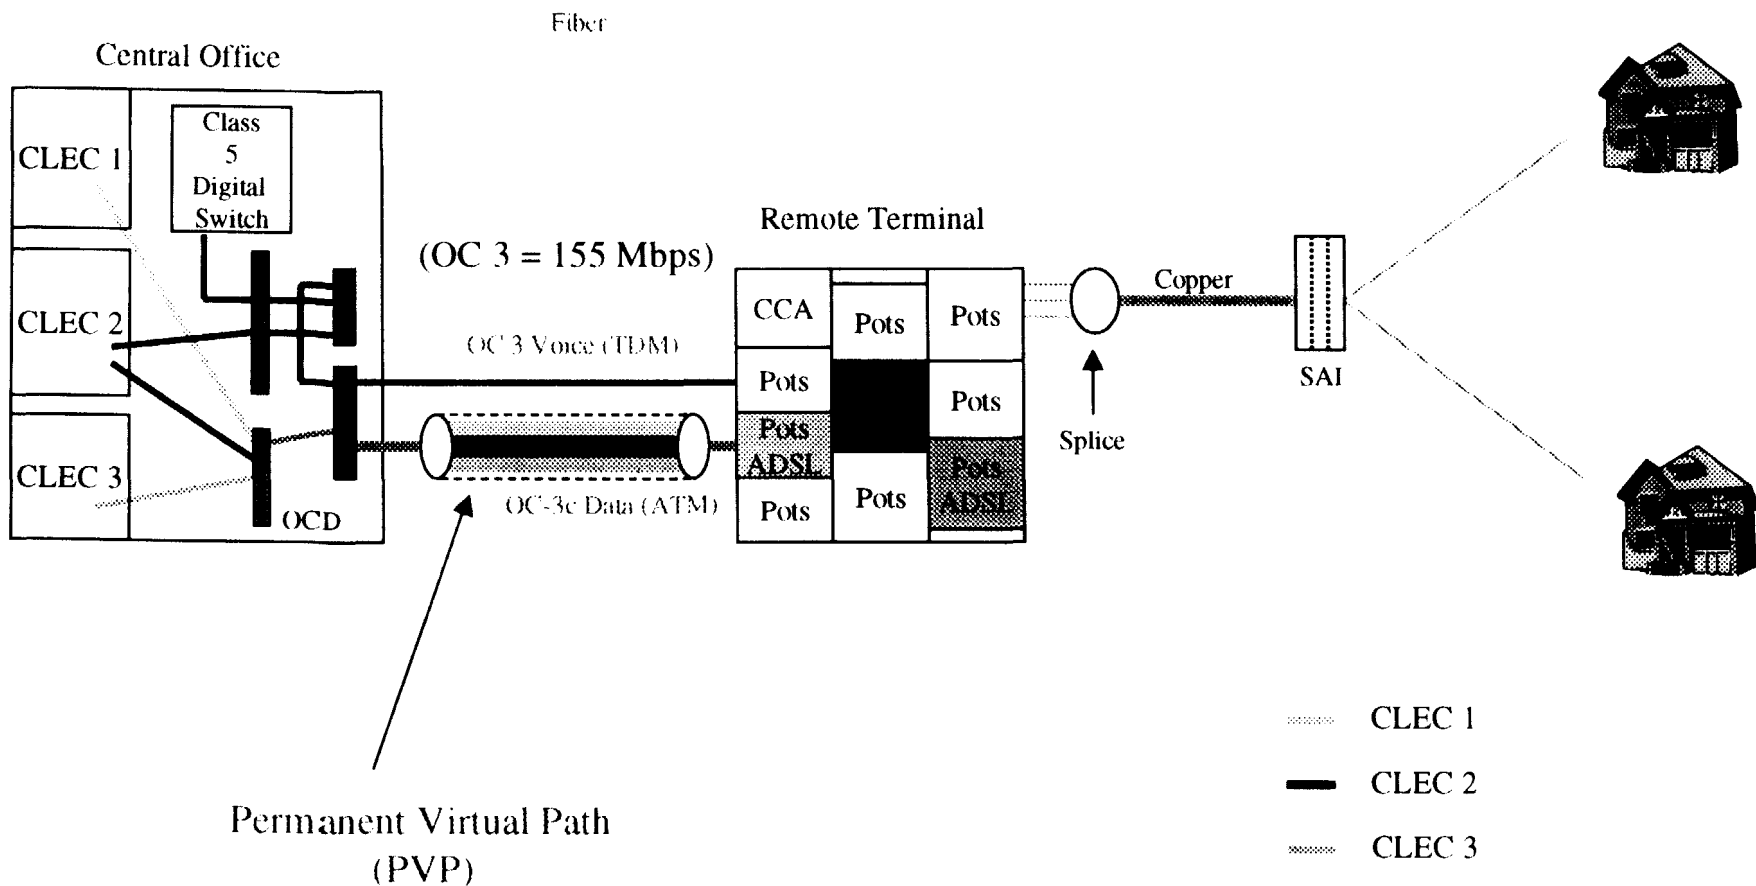 Fiber
Central Office
CLEC 1
Class
5
Digital
Switch
CLEC 2
CLEC 3
OCD
(OC 3 = 155 Mbps)
OC 3 Voice (TDM)
OC-3c Data (ATM)
Remote Terminal
CCA
Pots
Pots
ADSL
Pots
Pots
Pots
Pots
Pots
Pots
ADSL
Splice
Copper
SAI
Permanent Virtual Path
(PVP)
CLEC 1
CLEC 2
CLEC 3